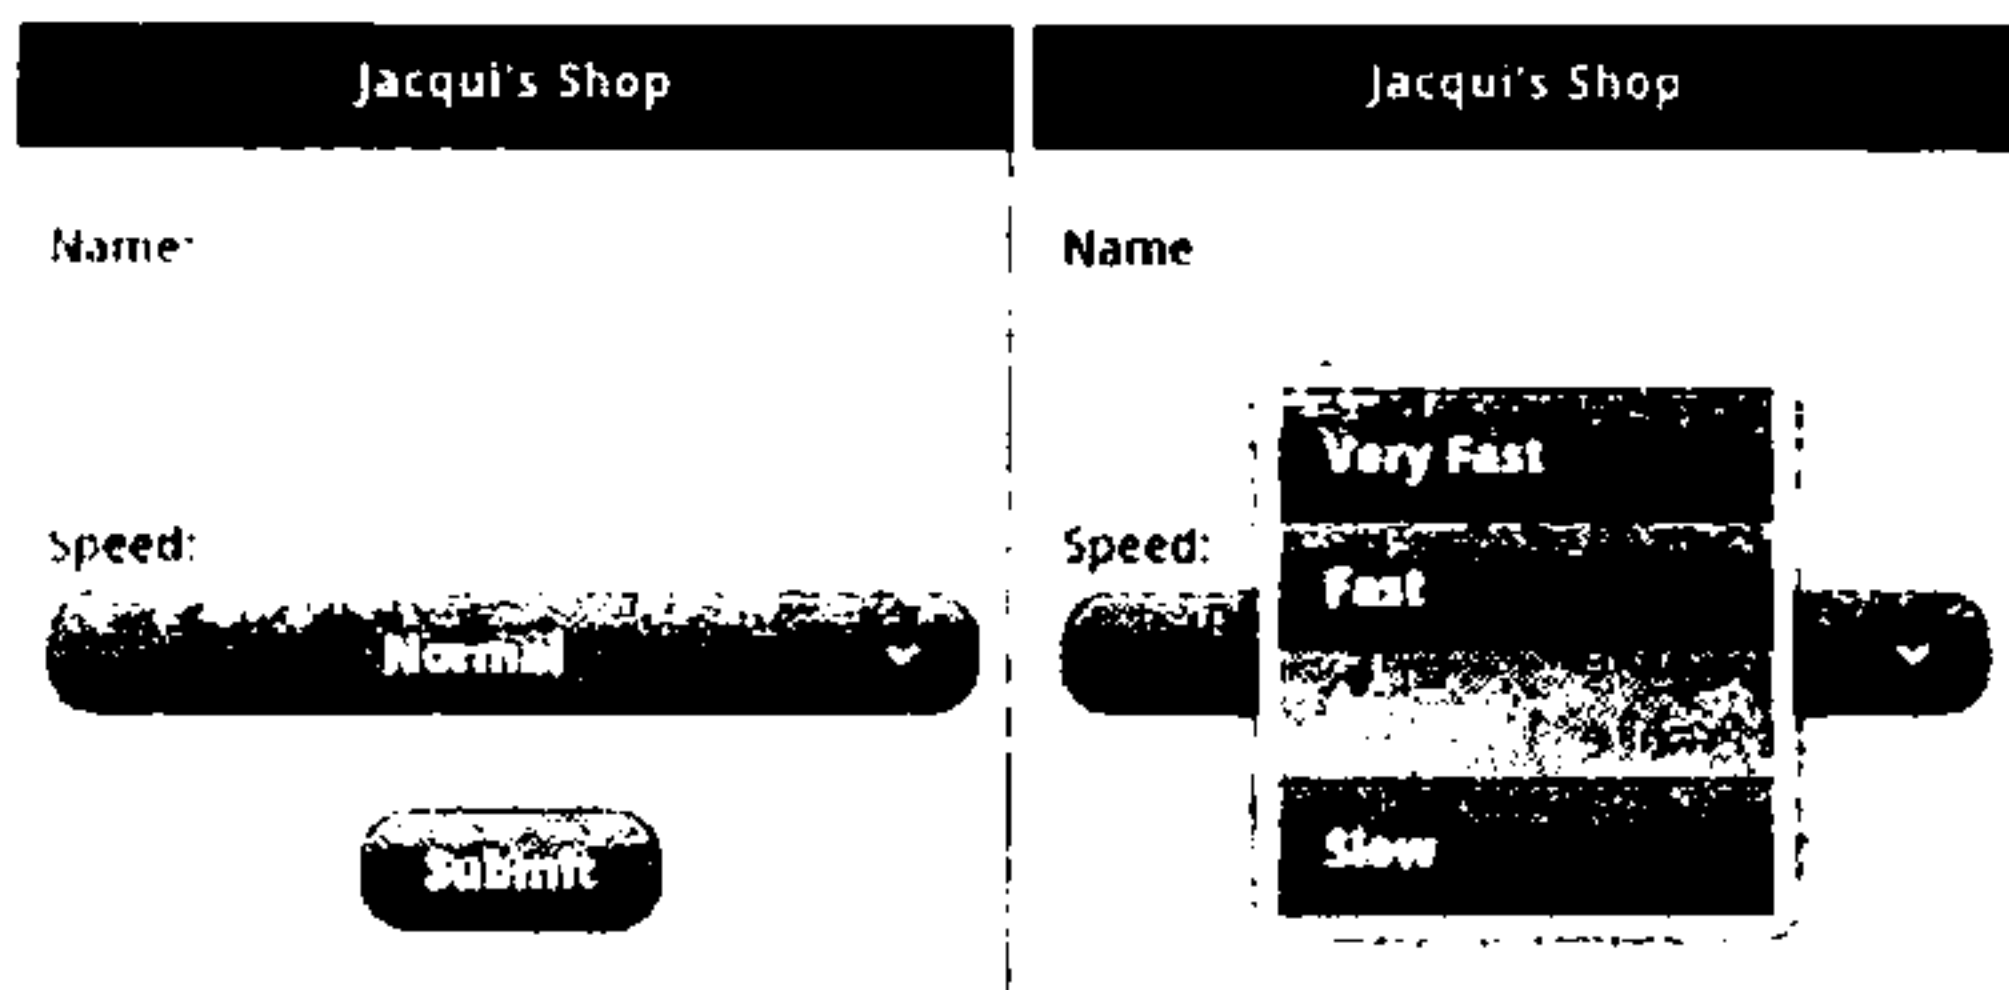 Jacqui's Shop
Name:
Speed:
Normal
Submit
Jacqui's Shop
Name
Speed:
Very Fast
Fast
Slow